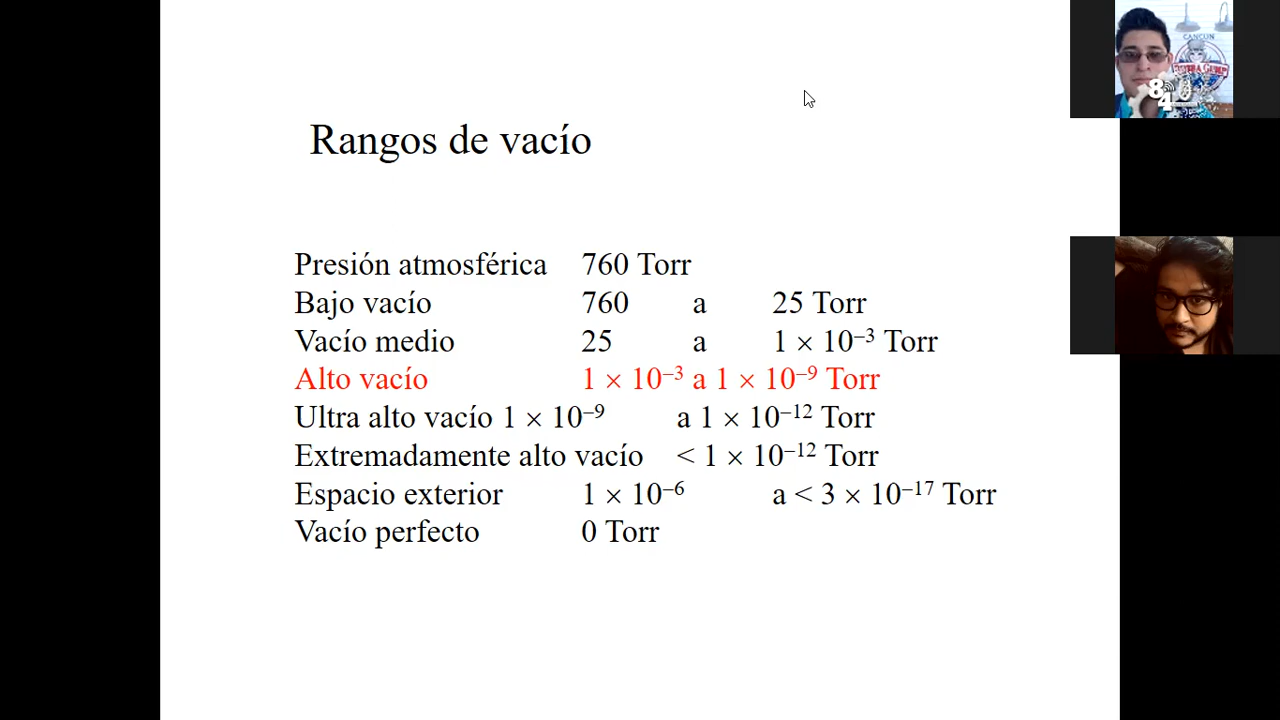 Rangos de vacío
Presión atmosférica 760 Torr
Bajo vacío 760 a 25 Torr
Vacío medio 25 a 1 × 10⁻³ Torr
Alto vacío 1 × 10⁻³ a 1 × 10⁻⁹ Torr
Ultra alto vacío 1 × 10⁻⁹ a 1 × 10⁻¹² Torr
Extremadamente alto vacío < 1 × 10⁻¹² Torr
Espacio exterior 1 × 10⁻⁶ a < 3 × 10⁻¹⁷ Torr
Vacío perfecto 0 Torr
CANCUN